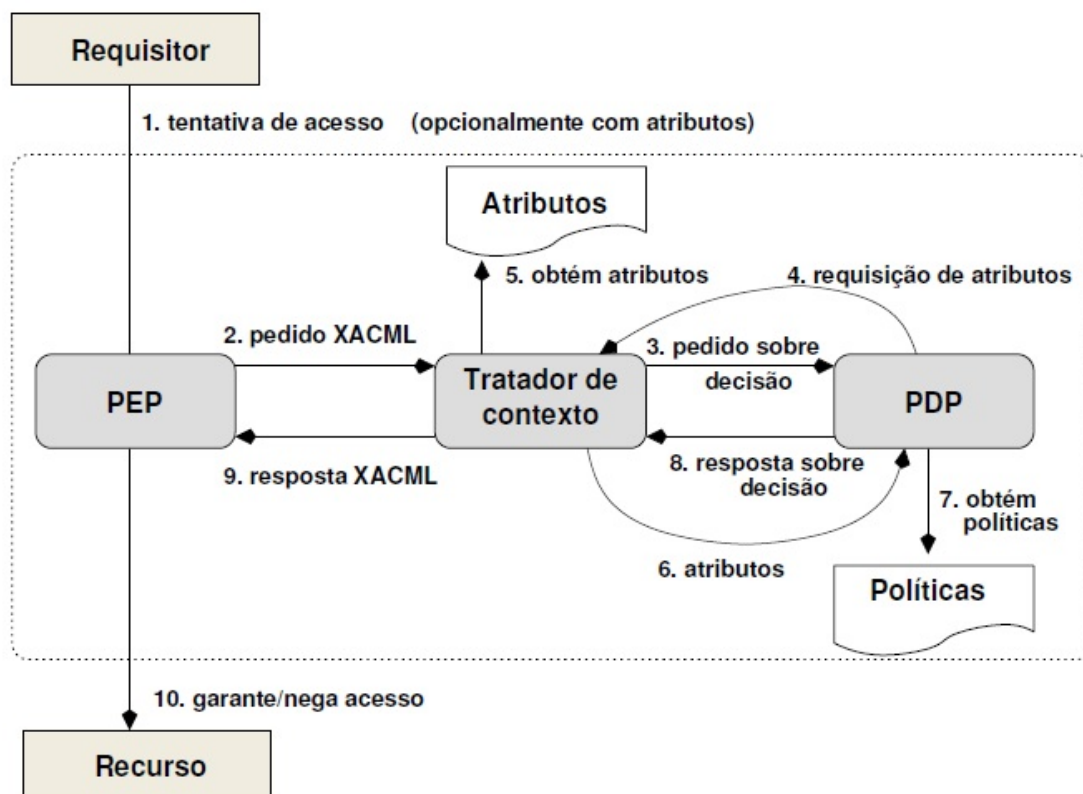 Requisitor
1. tentativa de acesso (opcionalmente com atributos)
Atributos
5. obtém atributos
4. requisição de atributos
2. pedido XACML
3. pedido sobre
decisão
PEP
Tratador de
contexto
PDP
9. resposta XACML
8. resposta sobre
decisão
7. obtém
políticas
6. atributos
Políticas
10. garante/nega acesso
Recurso